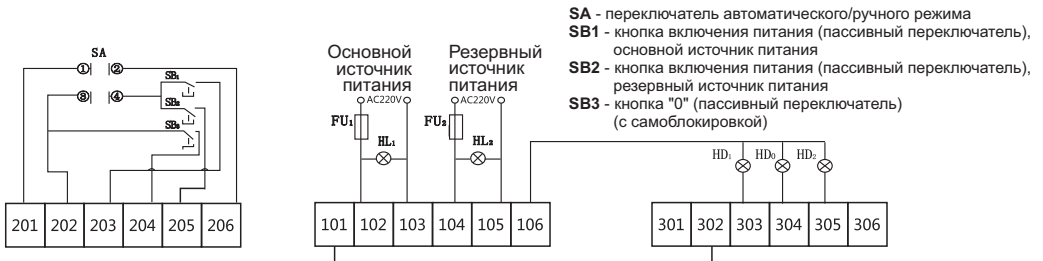 SA - переключатель автоматического/ручного режима
SB1 - кнопка включения питания (пассивный переключатель),
основной источник питания
SB2 - кнопка включения питания (пассивный переключатель),
резервный источник питания
SB3 - кнопка "0" (пассивный переключатель)
(с самоблокировкой)
SA
① ②
③ ④
SB₁
SB₂
SB₃
201 202 203 204 205 206
Основной
источник
питания
AC220V
FU₁
HL₁
Резервный
источник
питания
AC220V
FU₂
HL₂
101 102 103 104 105 106
HD₁ HD₀ HD₂
301 302 303 304 305 306